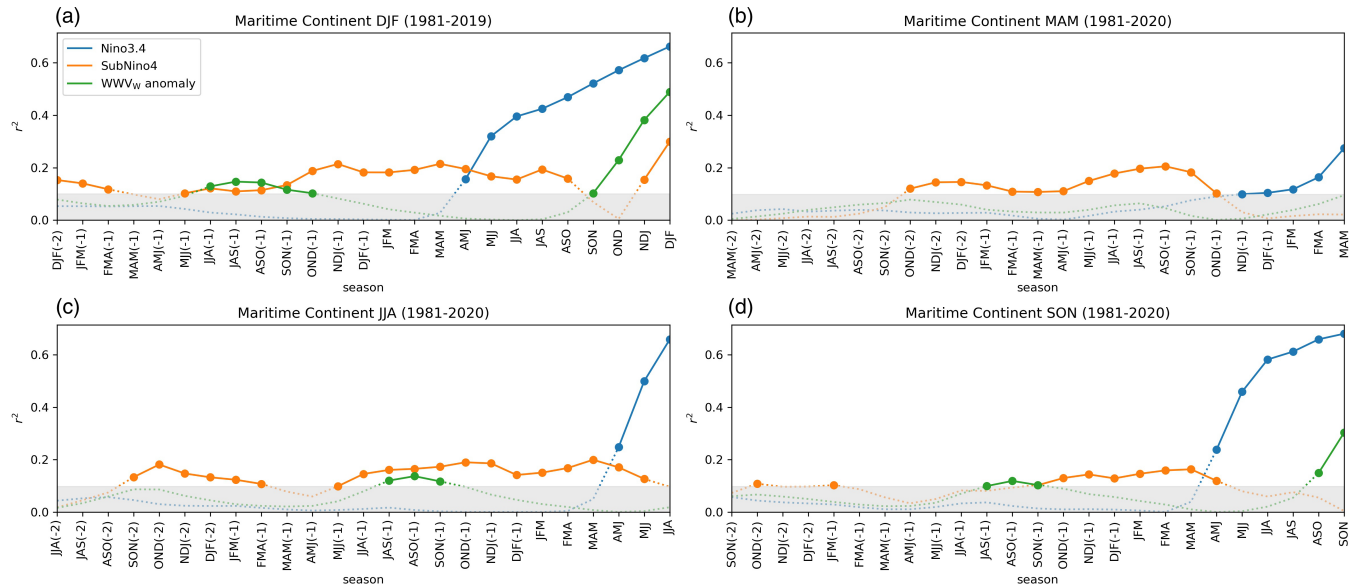 (a)
Maritime Continent DJF (1981-2019)
Nino3.4
SubNino4
WWVW anomaly
r2
0.6
0.4
0.2
0.0
DJF(-2)
JFM(-1)
FMA(-1)
MAM(-1)
AMJ(-1)
MJJ(-1)
JJA(-1)
JAS(-1)
ASO(-1)
SON(-1)
OND(-1)
NDJ(-1)
DJF(-1)
JFM
FMA
MAM
AMJ
MJJ
JJA
JAS
ASO
SON
OND
NDJ
DJF
season
(b)
Maritime Continent MAM (1981-2020)
r2
0.6
0.4
0.2
0.0
MAM(-2)
AMJ(-2)
MJJ(-2)
JJA(-2)
JAS(-2)
ASO(-2)
SON(-2)
OND(-2)
NDJ(-2)
DJF(-2)
JFM(-1)
FMA(-1)
MAM(-1)
AMJ(-1)
MJJ(-1)
JJA(-1)
JAS(-1)
ASO(-1)
SON(-1)
OND(-1)
NDJ(-1)
DJF(-1)
JFM
FMA
MAM
season
(c)
Maritime Continent JJA (1981-2020)
r2
0.6
0.4
0.2
0.0
JJA(-2)
JAS(-2)
ASO(-2)
SON(-2)
OND(-2)
NDJ(-2)
DJF(-2)
JFM(-1)
FMA(-1)
MAM(-1)
AMJ(-1)
MJJ(-1)
JJA(-1)
JAS(-1)
ASO(-1)
SON(-1)
OND(-1)
NDJ(-1)
DJF(-1)
JFM
FMA
MAM
AMJ
MJJ
JJA
season
(d)
Maritime Continent SON (1981-2020)
r2
0.6
0.4
0.2
0.0
SON(-2)
OND(-2)
NDJ(-2)
DJF(-2)
JFM(-1)
FMA(-1)
MAM(-1)
AMJ(-1)
MJJ(-1)
JJA(-1)
JAS(-1)
ASO(-1)
SON(-1)
OND(-1)
NDJ(-1)
DJF(-1)
JFM
FMA
MAM
AMJ
MJJ
JJA
JAS
ASO
SON
season